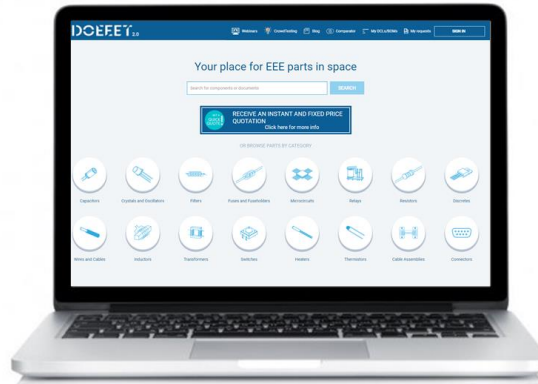 DOEEET 2.0
Webinars
CrowdTesting
Blog
Comparator
My DCLs/BOMs
My requests
SIGN IN
Your place for EEE parts in space
Search for components or documents
SEARCH
RECEIVE AN INSTANT AND FIXED PRICE
QUOTATION
Click here for more info
OR BROWSE PARTS BY CATEGORY
Capacitors
Crystals and Oscillators
Filters
Fuses and Fuseholders
Microcircuits
Relays
Resistors
Discretes
Wires and Cables
Inductors
Transformers
Switches
Heaters
Thermistors
Cable Assemblies
Connectors